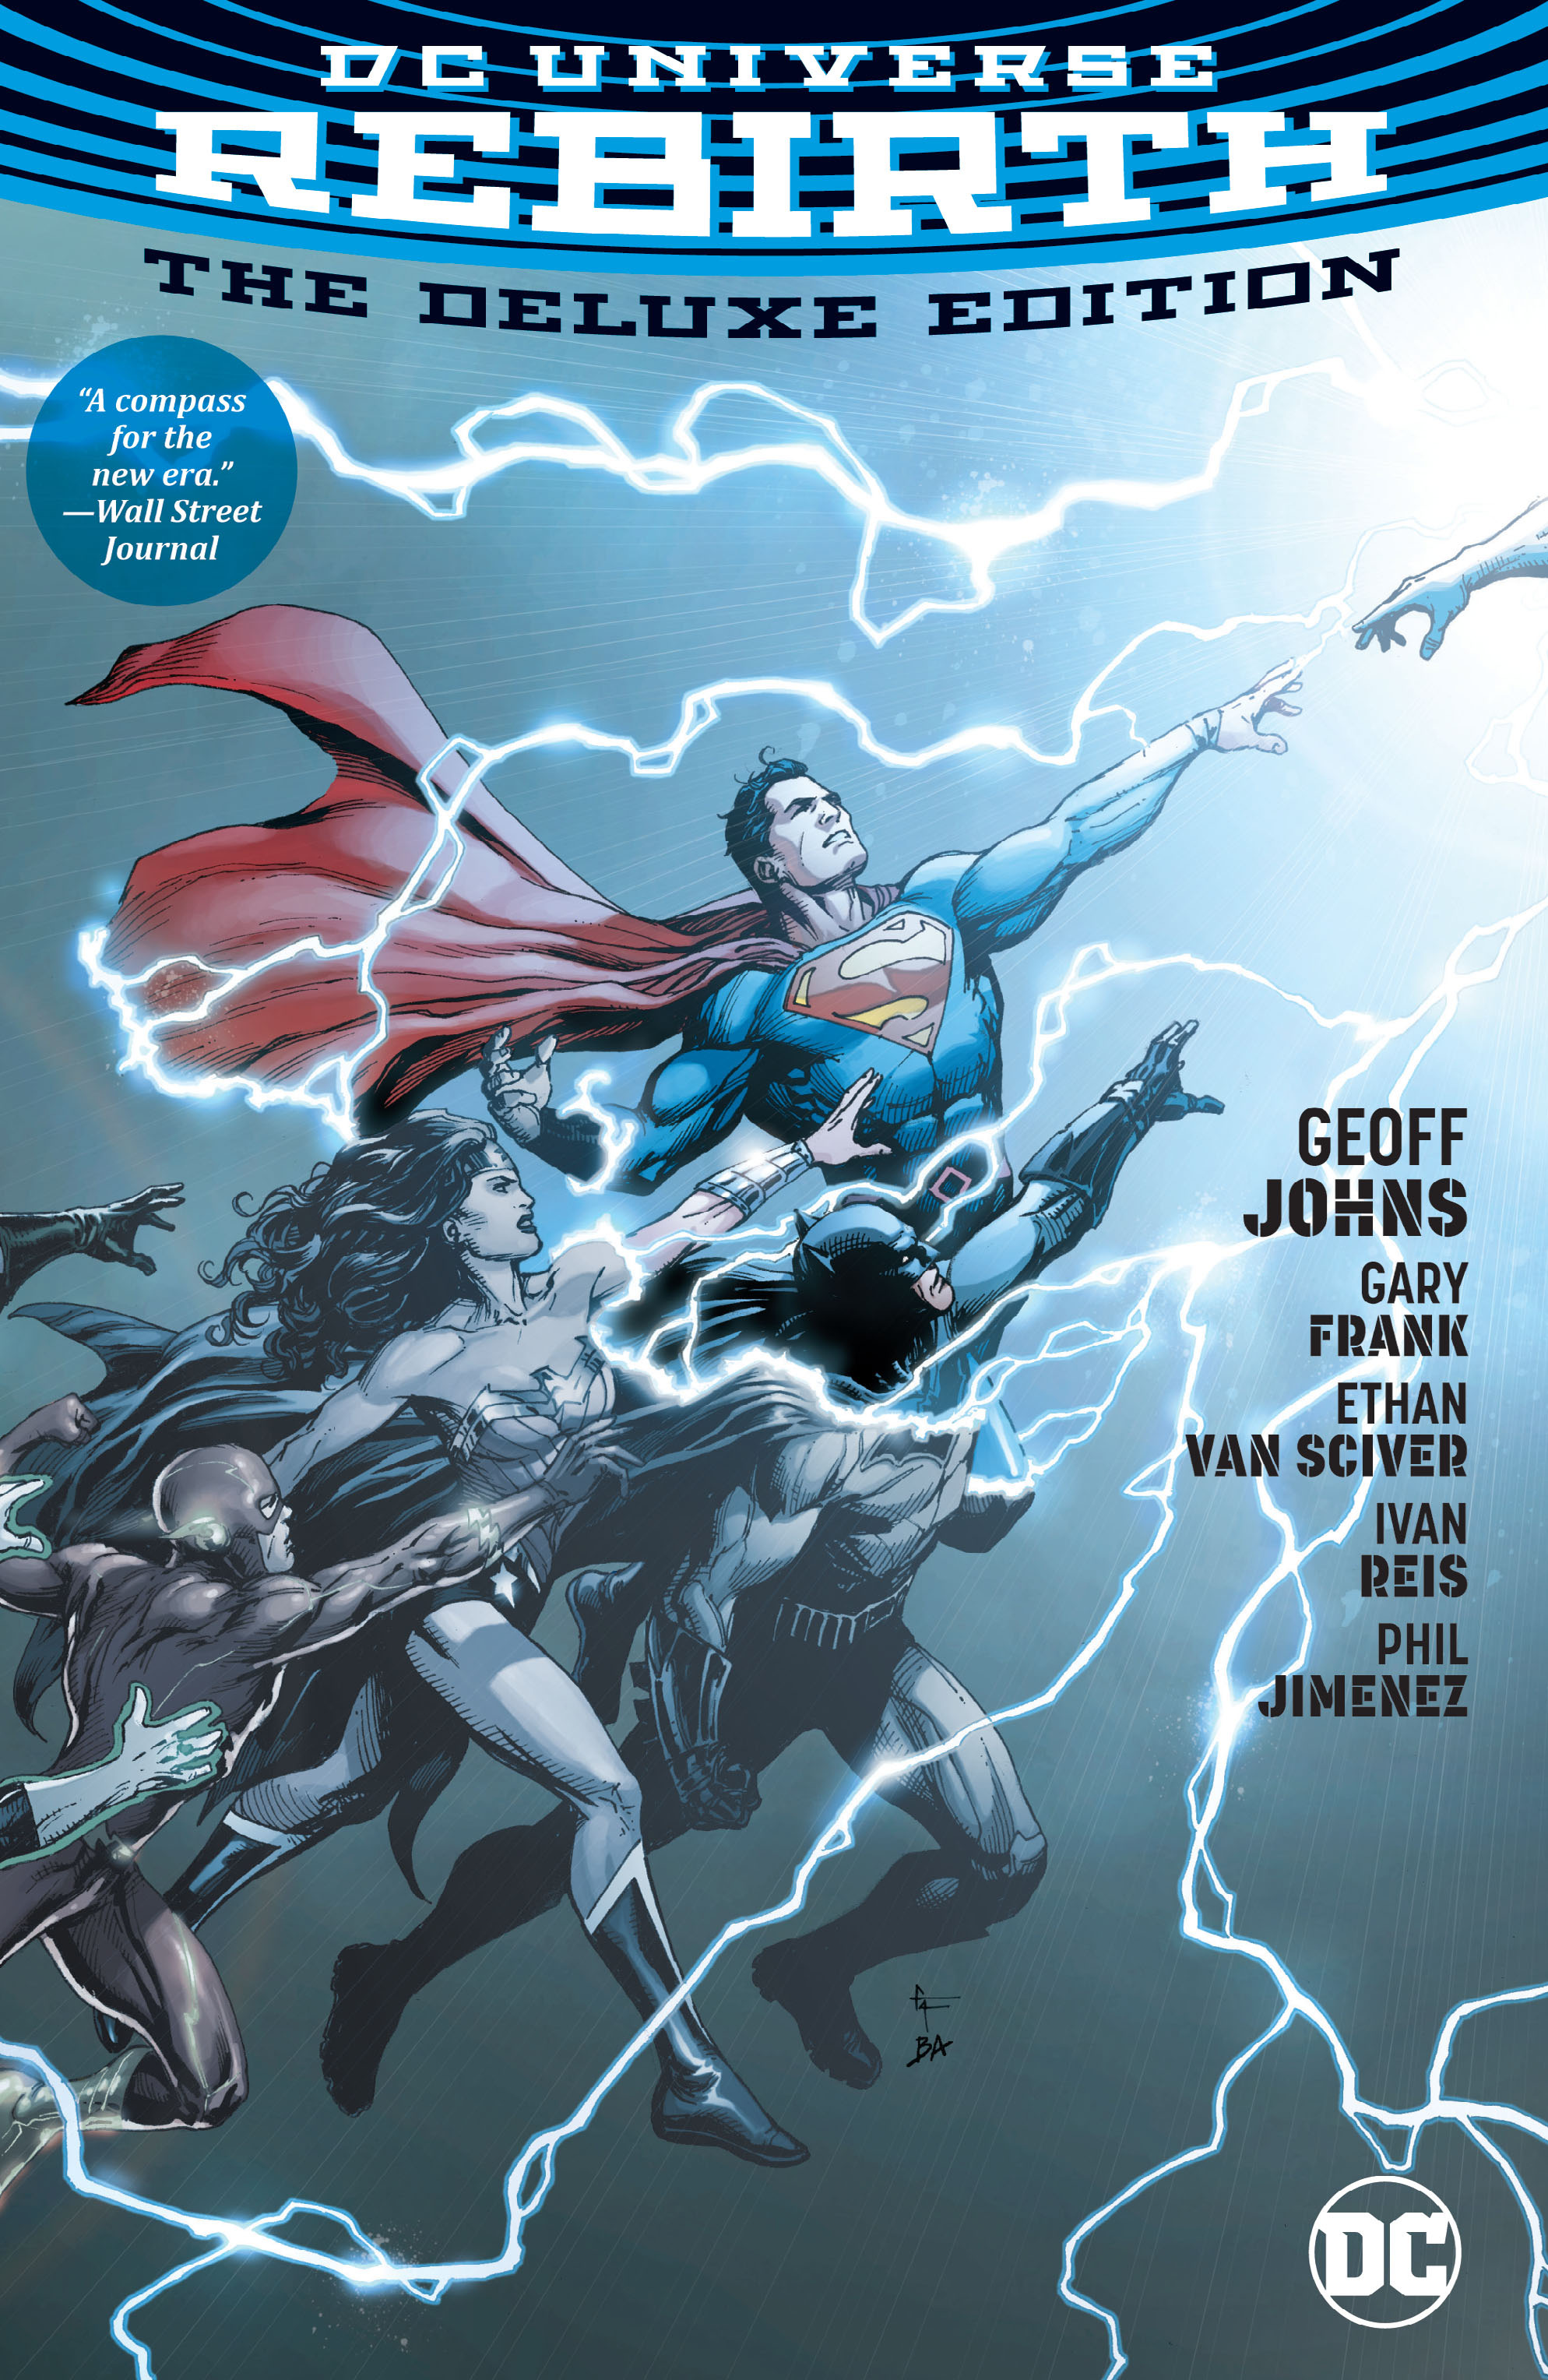 DC UNIVERSE
REBIRTH
THE DELUXE EDITION
“A compass
for the
new era.”
—Wall Street
Journal
GEOFF
JOHNS
GARY
FRANK
ETHAN
VAN SCIVER
IVAN
REIS
PHIL
JIMENEZ
BA
DC